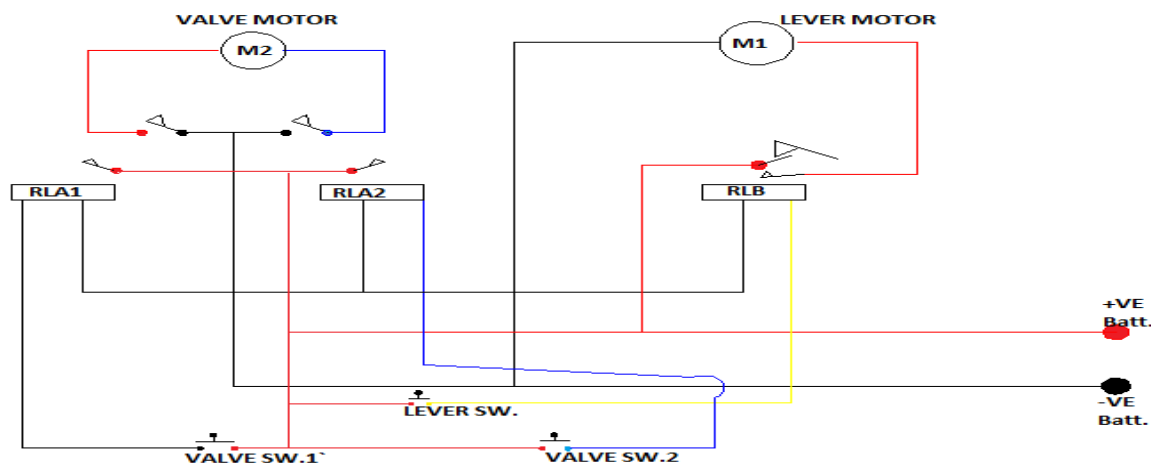 VALVE MOTOR
LEVER MOTOR
M2
M1
RLA1
RLA2
RLB
+VE
Batt.
-VE
Batt.
LEVER SW.
VALVE SW.1`
VALVE SW.2